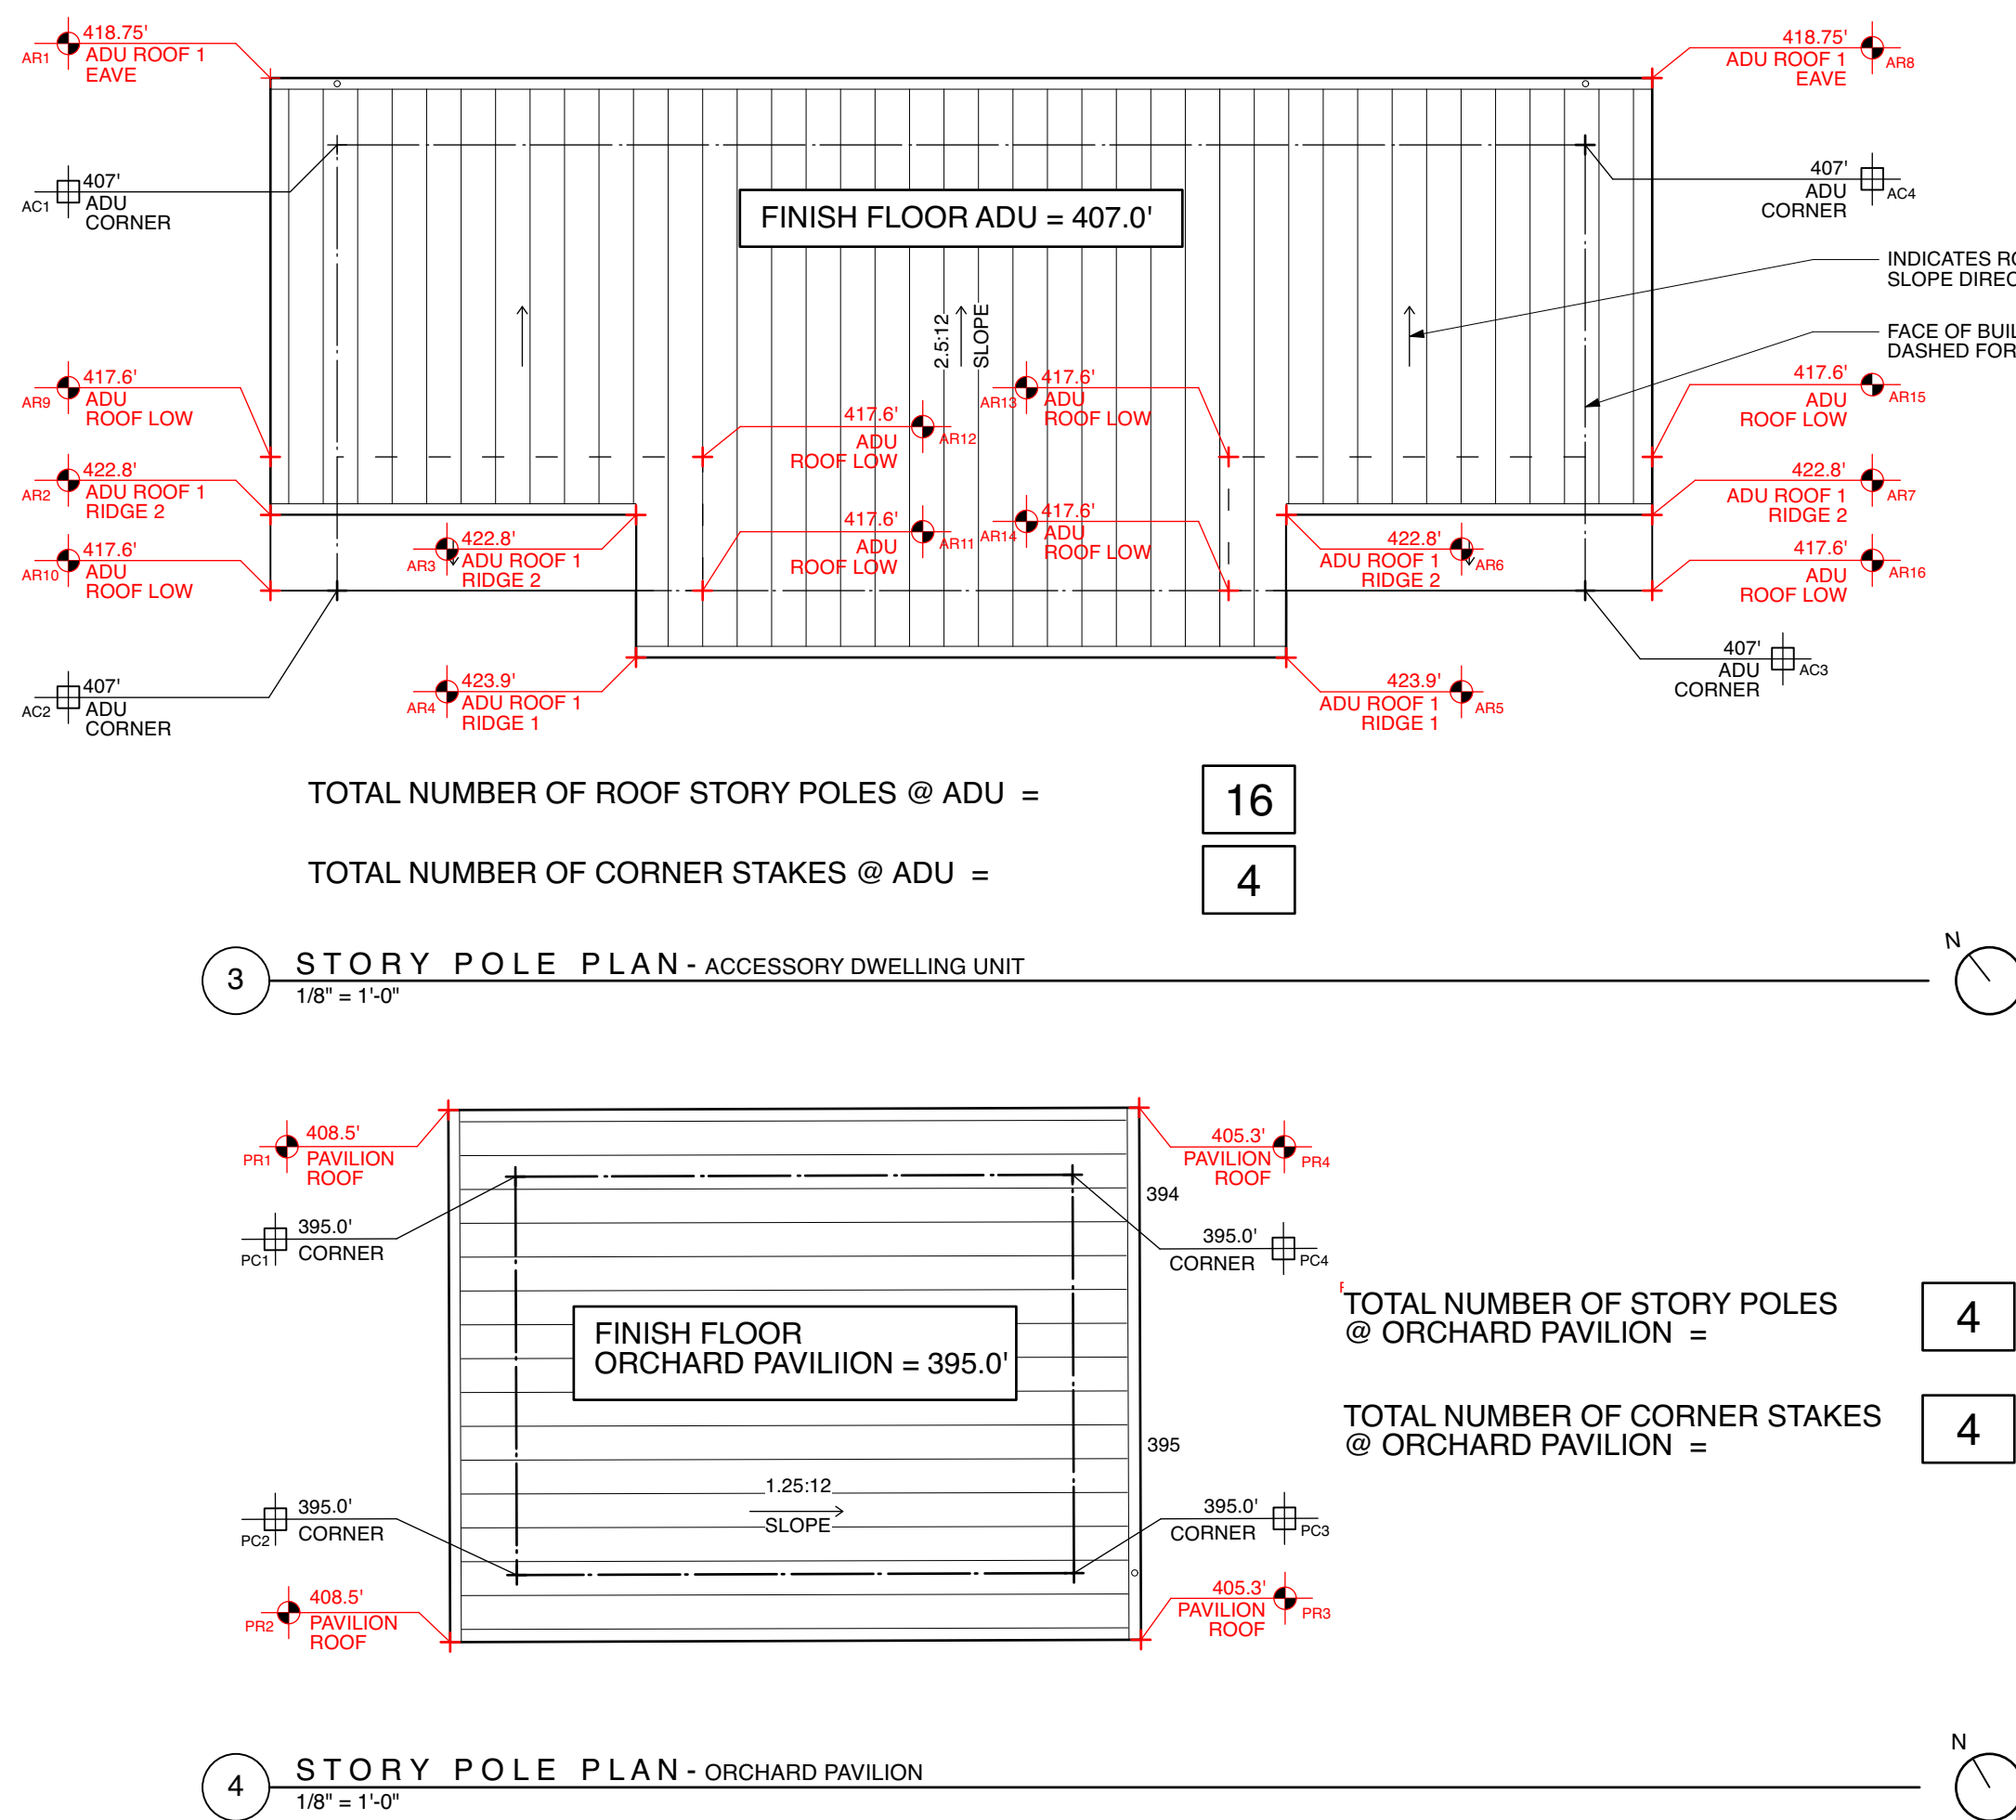 418.75'
AR1 ADU ROOF 1
EAVE
418.75'
ADU ROOF 1 AR8
EAVE
407'
AC1 ADU
CORNER
FINISH FLOOR ADU = 407.0'
407'
ADU AC4
CORNER
INDICATES RO
SLOPE DIREC
FACE OF BUIL
DASHED FOR
2.5:12
SLOPE
417.6'
AR9 ADU
ROOF LOW
417.6'
ADU AR12
ROOF LOW
417.6'
AR13 ADU
ROOF LOW
417.6'
ADU AR15
ROOF LOW
422.8'
AR2 ADU ROOF 1
RIDGE 2
422.8'
ADU ROOF 1 AR7
RIDGE 2
417.6'
AR10 ADU
ROOF LOW
422.8'
AR3 ADU ROOF 1
RIDGE 2
417.6'
ADU AR11
ROOF LOW
417.6'
AR14 ADU
ROOF LOW
422.8'
ADU ROOF 1 AR6
RIDGE 2
417.6'
ADU AR16
ROOF LOW
407'
AC2 ADU
CORNER
423.9'
AR4 ADU ROOF 1
RIDGE 1
423.9'
ADU ROOF 1 AR5
RIDGE 1
407'
ADU AC3
CORNER
TOTAL NUMBER OF ROOF STORY POLES @ ADU = 16
TOTAL NUMBER OF CORNER STAKES @ ADU = 4
3 STORY POLE PLAN - ACCESSORY DWELLING UNIT
1/8" = 1'-0"
N
408.5'
PR1 PAVILION
ROOF
405.3'
PAVILION PR4
ROOF
394
395.0'
PC1 CORNER
395.0'
CORNER PC4
FINISH FLOOR
ORCHARD PAVILIION = 395.0'
TOTAL NUMBER OF STORY POLES
@ ORCHARD PAVILION = 4
TOTAL NUMBER OF CORNER STAKES
@ ORCHARD PAVILION = 4
395
1.25:12
SLOPE
395.0'
PC2 CORNER
395.0'
CORNER PC3
408.5'
PR2 PAVILION
ROOF
405.3'
PAVILION PR3
ROOF
4 STORY POLE PLAN - ORCHARD PAVILION
1/8" = 1'-0"
N